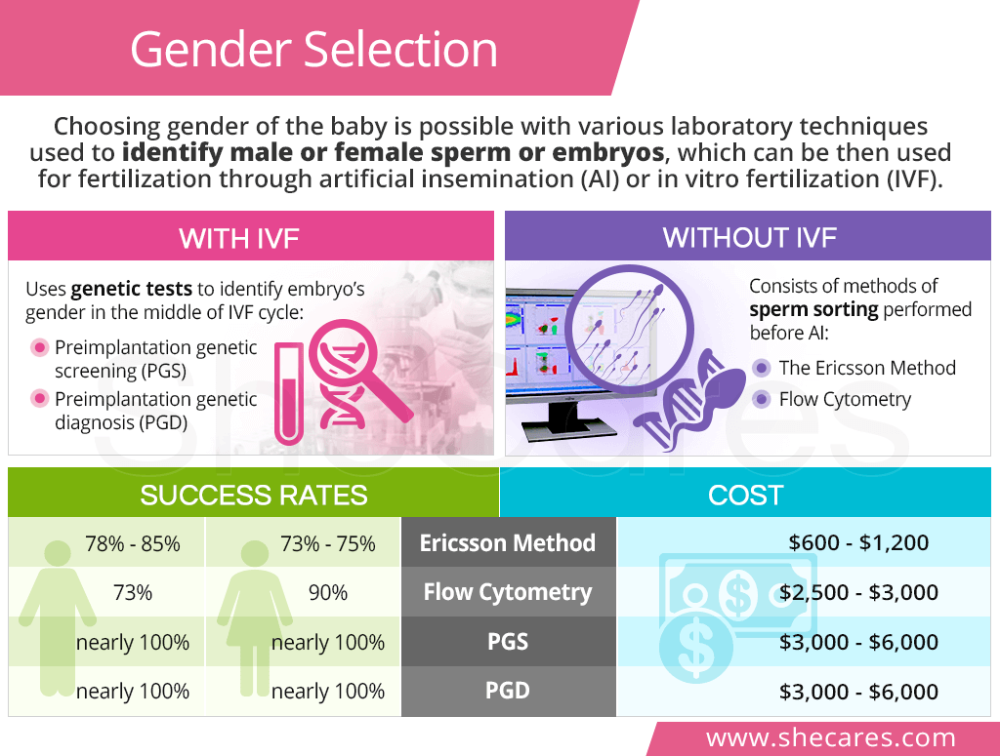 Gender Selection
Choosing gender of the baby is possible with various laboratory techniques
used to identify male or female sperm or embryos, which can be then used
for fertilization through artificial insemination (AI) or in vitro fertilization (IVF).
WITH IVF
Uses genetic tests to identify embryo's
gender in the middle of IVF cycle:
Preimplantation genetic
screening (PGS)
Preimplantation genetic
diagnosis (PGD)
WITHOUT IVF
Consists of methods of
sperm sorting performed
before AI:
The Ericsson Method
Flow Cytometry
SheCares
SUCCESS RATES
COST
78% - 85%
73% - 75%
Ericsson Method
$600 - $1,200
73%
90%
Flow Cytometry
$2,500 - $3,000
nearly 100%
nearly 100%
PGS
$3,000 - $6,000
nearly 100%
nearly 100%
PGD
$3,000 - $6,000
www.shecares.com